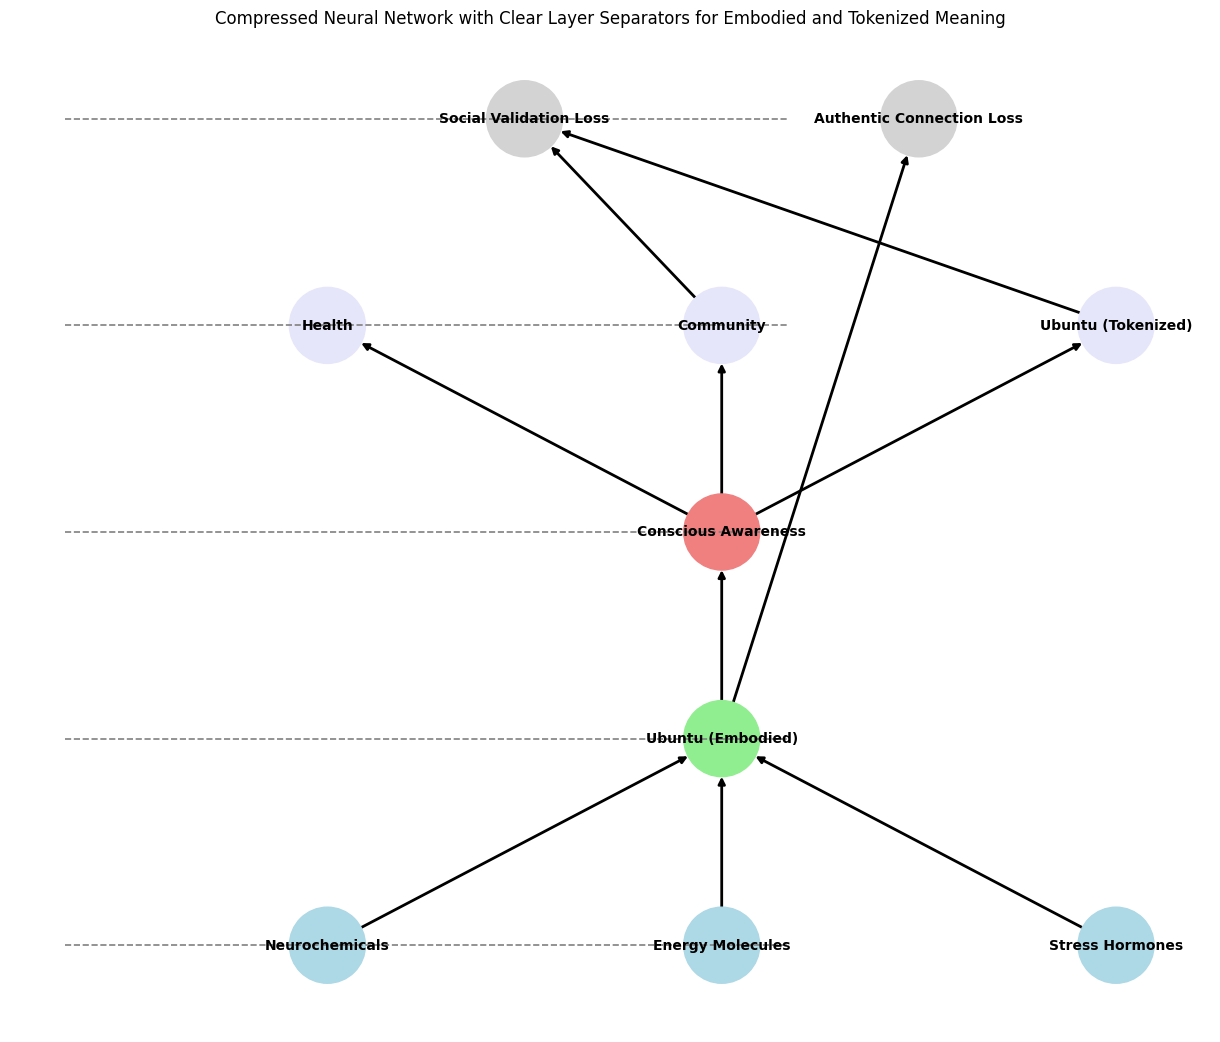 Compressed Neural Network with Clear Layer Separators for Embodied and Tokenized Meaning
Social Validation Loss
Authentic Connection Loss
Health
Community
Ubuntu (Tokenized)
Conscious Awareness
Ubuntu (Embodied)
Neurochemicals
Energy Molecules
Stress Hormones